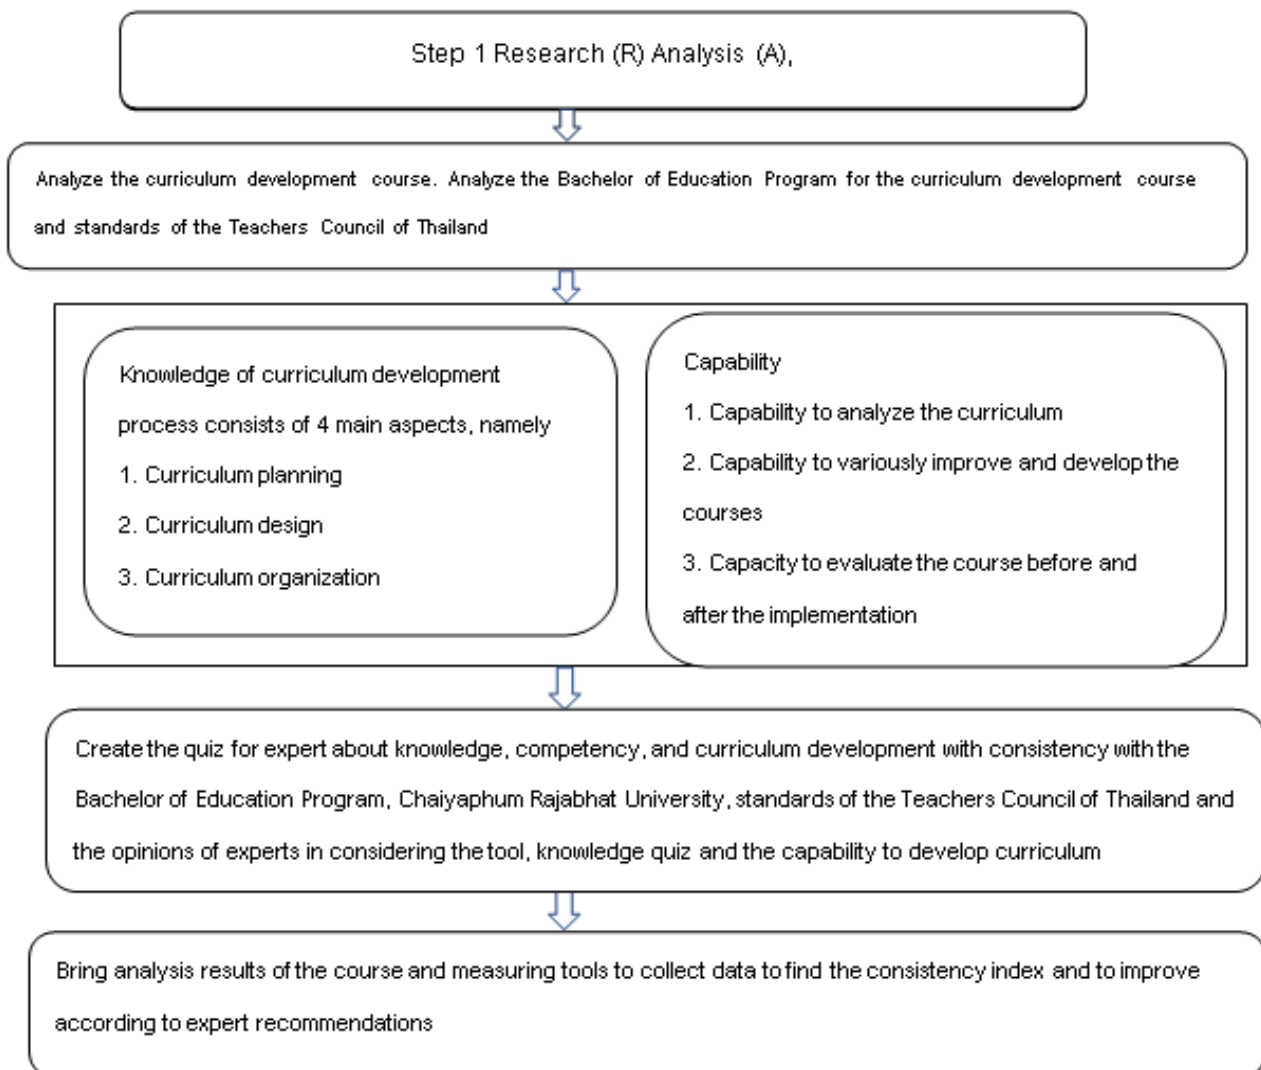 Step 1 Research (R) Analysis (A),
Analyze the curriculum development course. Analyze the Bachelor of Education Program for the curriculum development course
and standards of the Teachers Council of Thailand
Knowledge of curriculum development
process consists of 4 main aspects, namely
1. Curriculum planning
2. Curriculum design
3. Curriculum organization
Capability
1. Capability to analyze the curriculum
2. Capability to variously improve and develop the
courses
3. Capacity to evaluate the course before and
after the implementation
Create the quiz for expert about knowledge, competency, and curriculum development with consistency with the
Bachelor of Education Program, Chaiyaphum Rajabhat University, standards of the Teachers Council of Thailand and
the opinions of experts in considering the tool, knowledge quiz and the capability to develop curriculum
Bring analysis results of the course and measuring tools to collect data to find the consistency index and to improve
according to expert recommendations